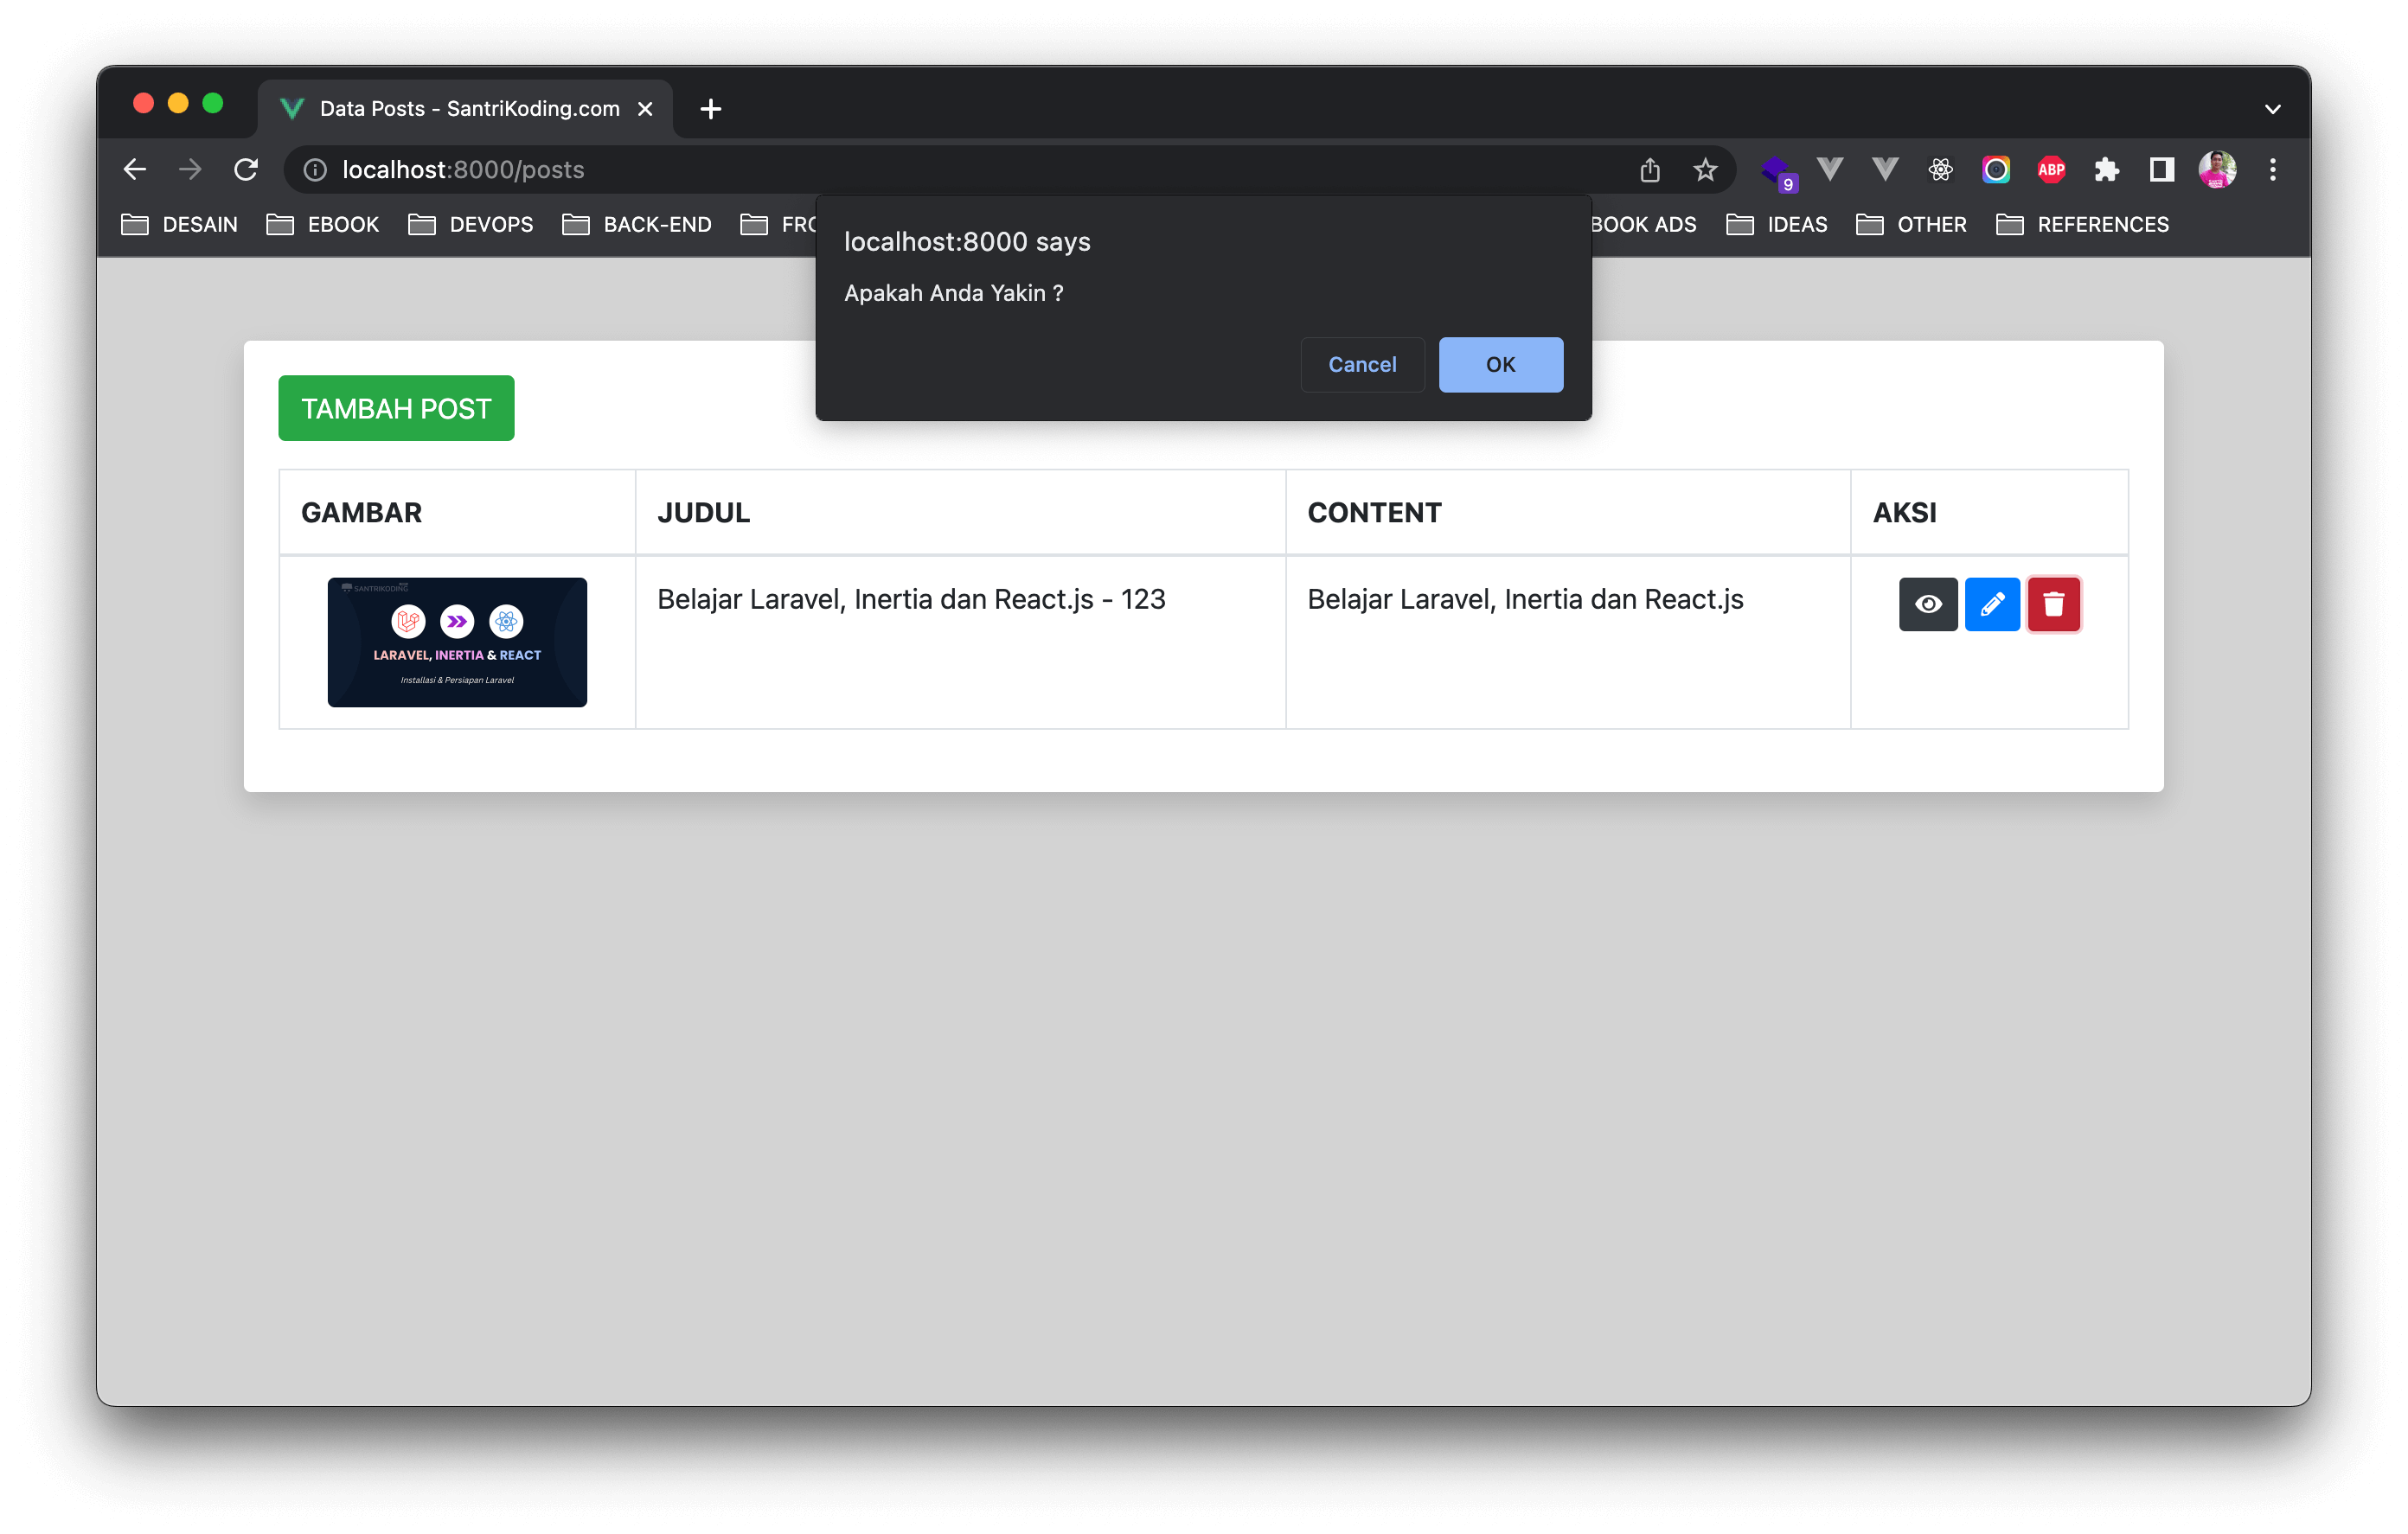 Data Posts - SantriKoding.com
localhost:8000/posts
9
ABP
DESAIN
EBOOK
DEVOPS
BACK-END
BOOK ADS
IDEAS
OTHER
REFERENCES
localhost:8000 says
Apakah Anda Yakin ?
Cancel
OK
TAMBAH POST
GAMBAR
JUDUL
CONTENT
AKSI
SANTRIKODING
LARAVEL, INERTIA & REACT
Installasi & Persiapan Laravel
Belajar Laravel, Inertia dan React.js - 123
Belajar Laravel, Inertia dan React.js